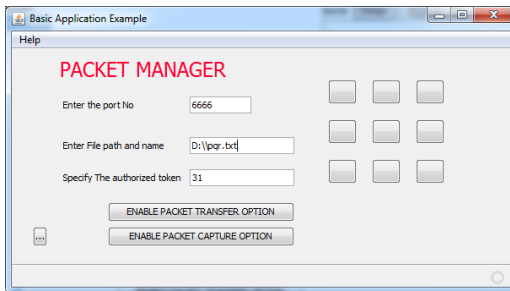 Basic Application Example
Help
PACKET MANAGER
Enter the port No 6666
Enter File path and name D:\\pqr.txt
Specify The authorized token 31
ENABLE PACKET TRANSFER OPTION
... ENABLE PACKET CAPTURE OPTION